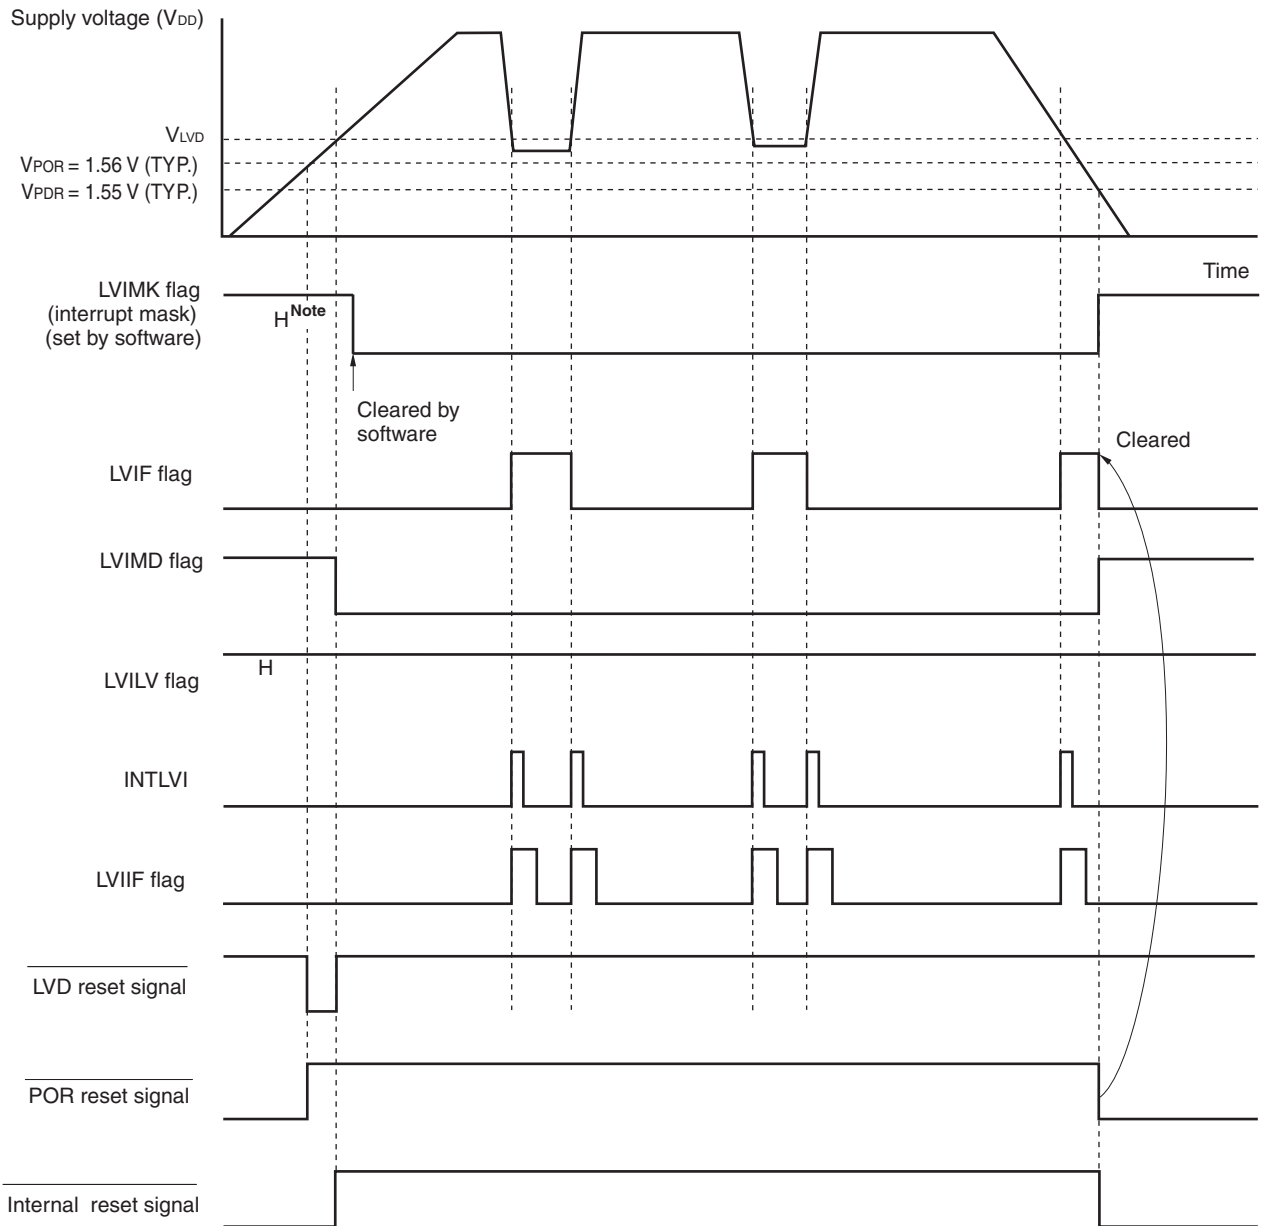 Supply voltage (VDD)
VLVD
VPOR = 1.56 V (TYP.)
VPDR = 1.55 V (TYP.)
Time
LVIMK flag
(interrupt mask)
(set by software)
H Note
Cleared by
software
Cleared
LVIF flag
LVIMD flag
H
LVILV flag
INTLVI
LVIIF flag
LVD reset signal
POR reset signal
Internal reset signal